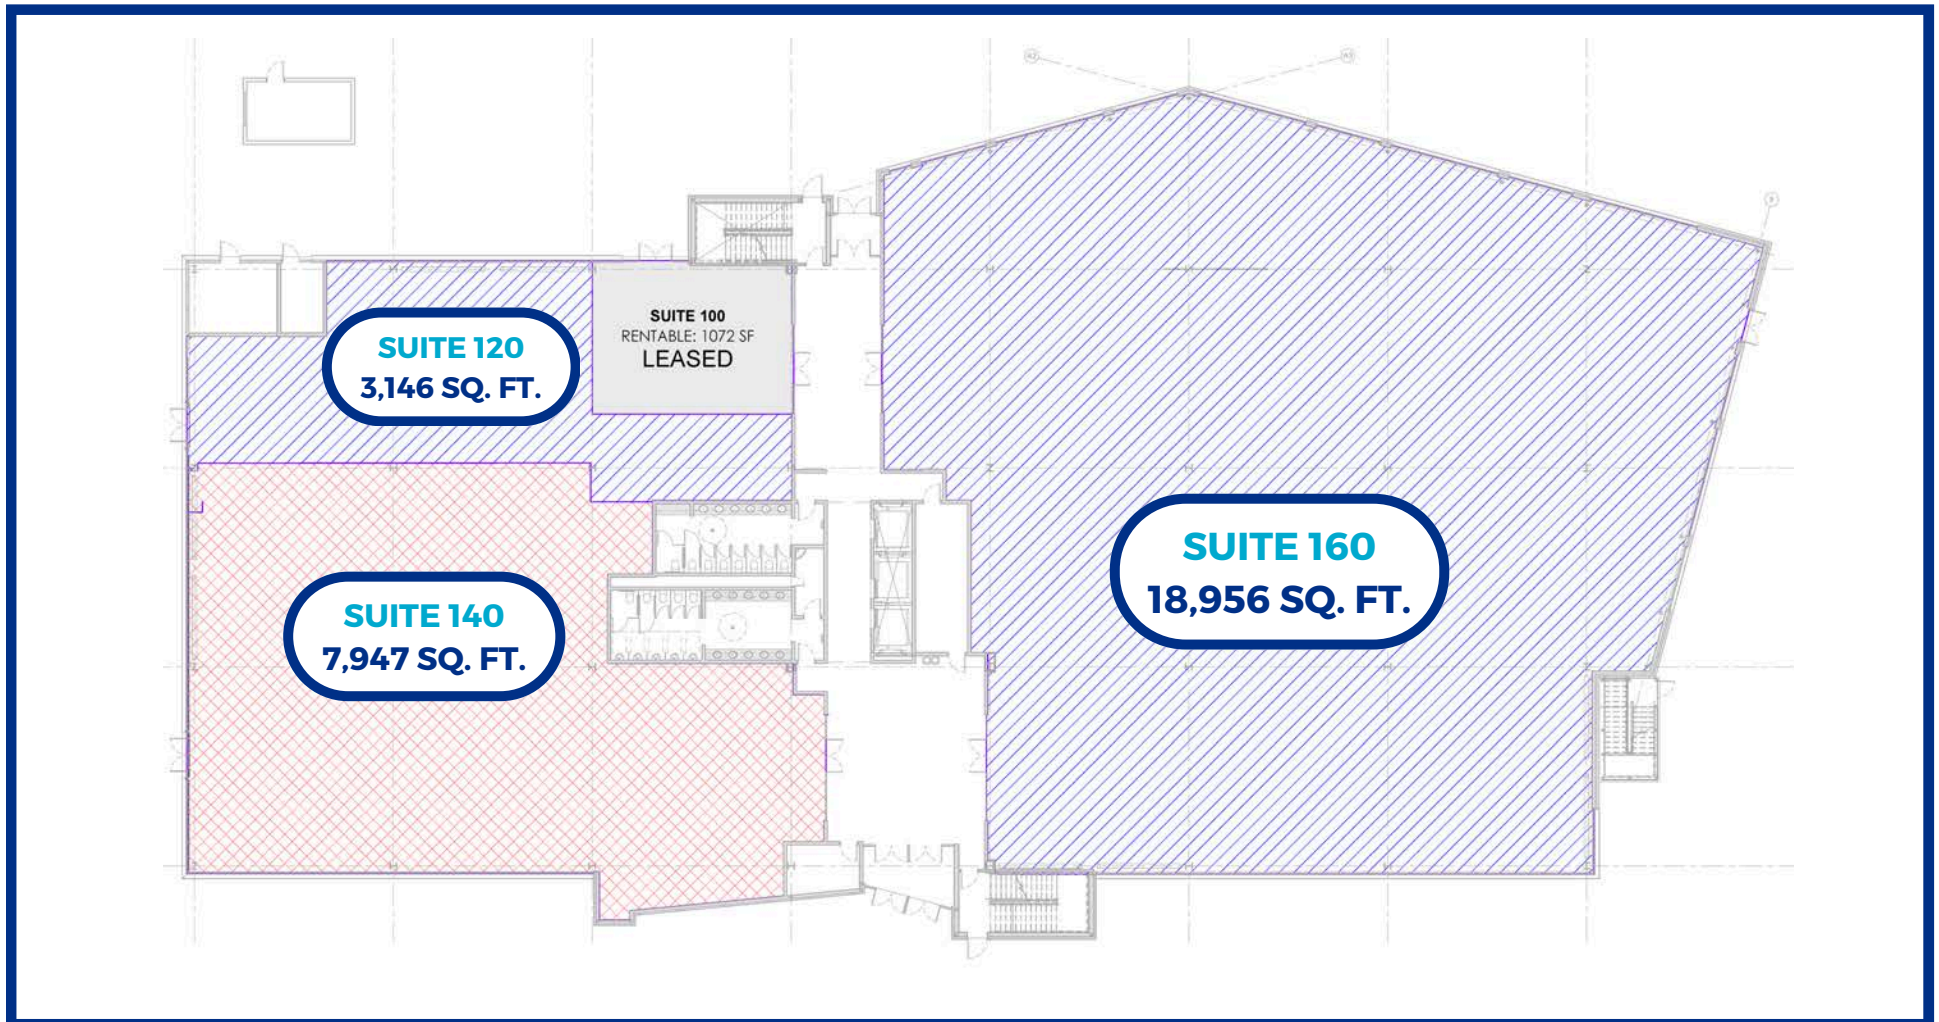 SUITE 100
RENTABLE: 1072 SF
LEASED
SUITE 120
3,146 SQ. FT.
SUITE 140
7,947 SQ. FT.
SUITE 160
18,956 SQ. FT.